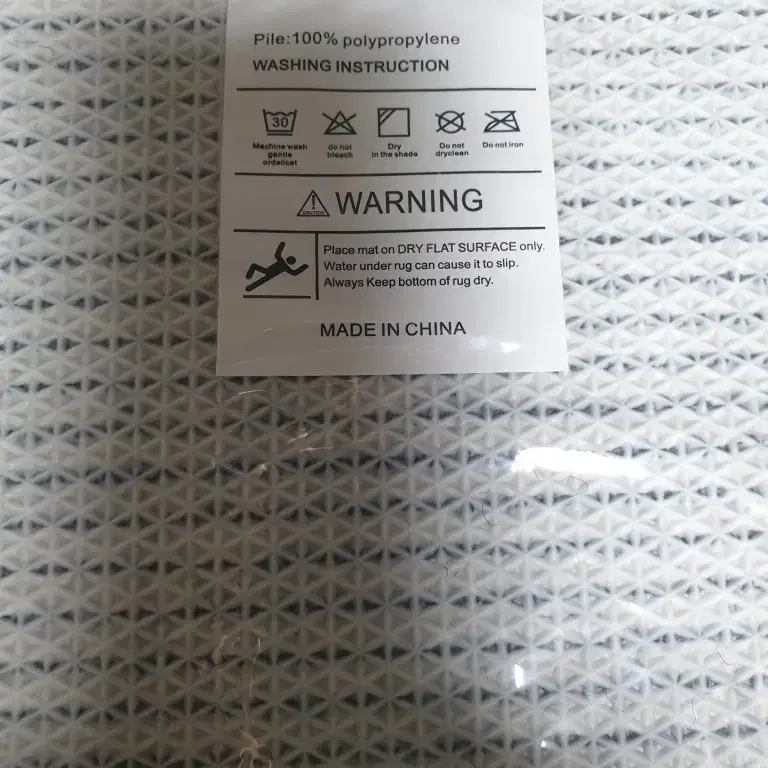 Pile:100% polypropylene
WASHING INSTRUCTION
30
Machine wash gentle ordelicat
do not bleach
Dry in the shade
Do not dryclean
Do not iron
CAUTION
WARNING
Place mat on DRY FLAT SURFACE only.
Water under rug can cause it to slip.
Always Keep bottom of rug dry.
MADE IN CHINA